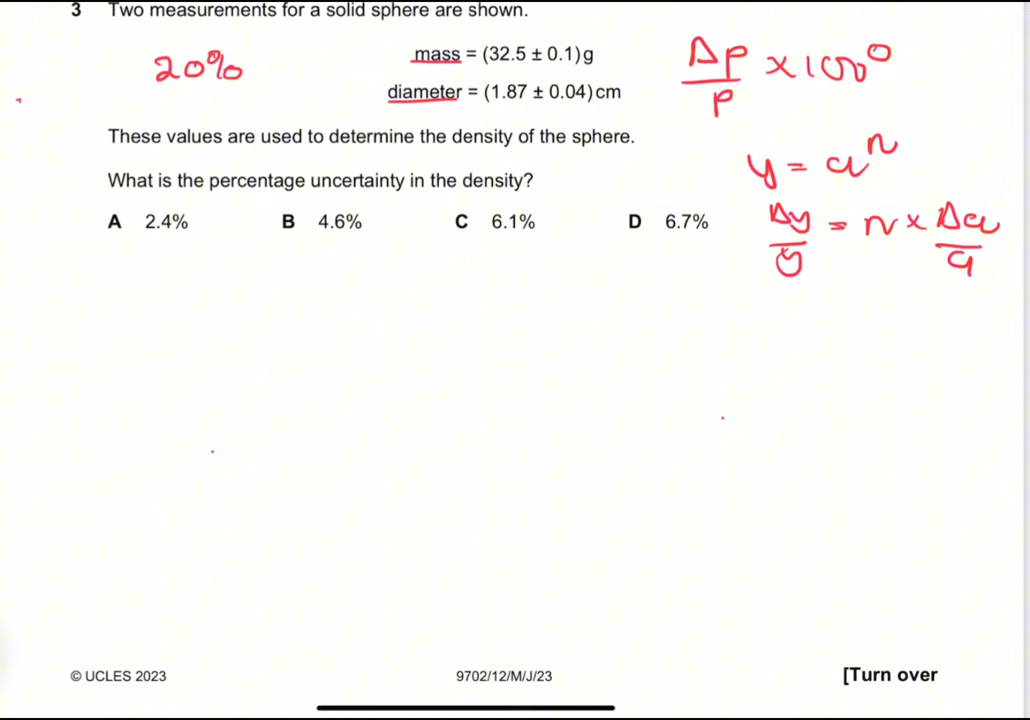 3 Two measurements for a solid sphere are shown.
20%
mass = (32.5 ± 0.1) g
diameter = (1.87 ± 0.04) cm
Δρ/ρ × 100
These values are used to determine the density of the sphere.
y = a^n
What is the percentage uncertainty in the density?
A 2.4% B 4.6% C 6.1% D 6.7%
Δy/y = n × Δa/a
© UCLES 2023 9702/12/M/J/23 [Turn over